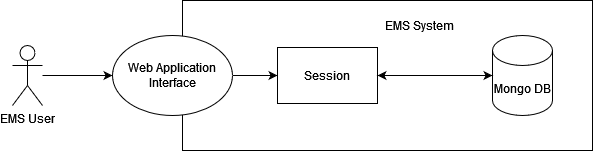 EMS System
Web Application
Interface
Session
Mongo DB
EMS User